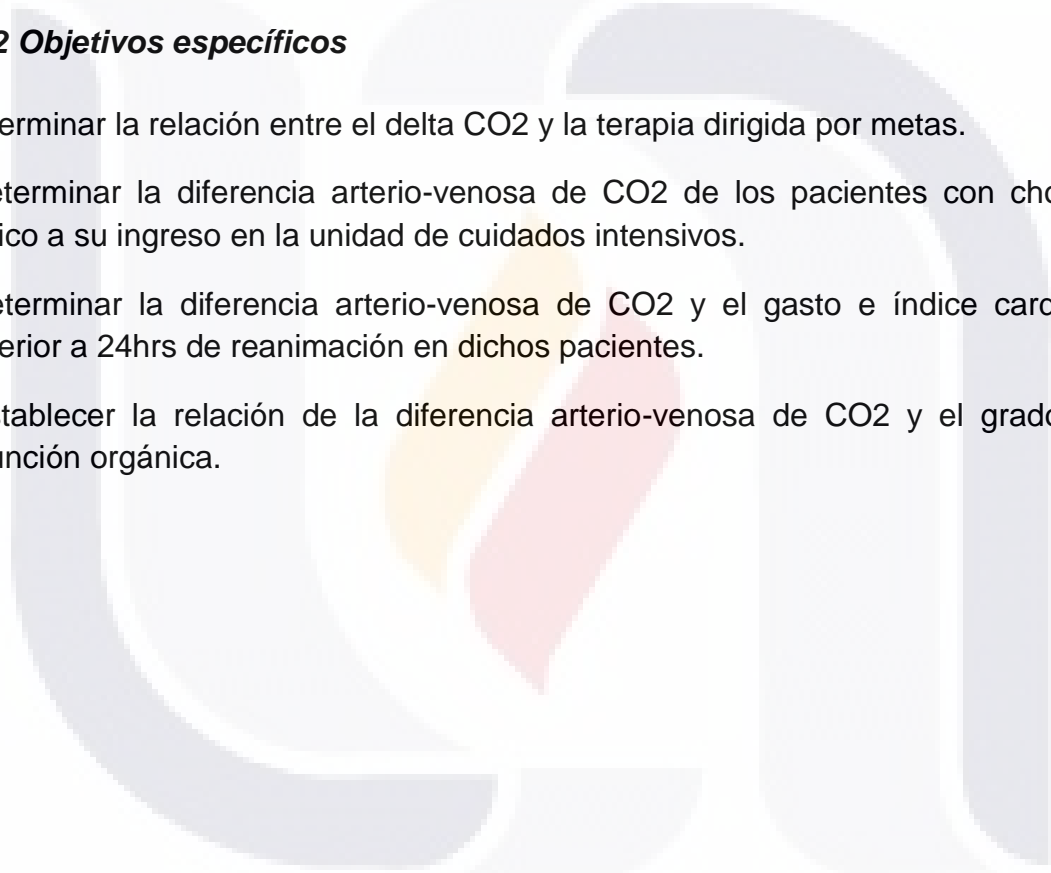 2 Objetivos específicos
erminar la relación entre el delta CO2 y la terapia dirigida por metas.
eterminar la diferencia arterio-venosa de CO2 de los pacientes con cho
ico a su ingreso en la unidad de cuidados intensivos.
eterminar la diferencia arterio-venosa de CO2 y el gasto e índice card
erior a 24hrs de reanimación en dichos pacientes.
stablecer la relación de la diferencia arterio-venosa de CO2 y el grado
unción orgánica.